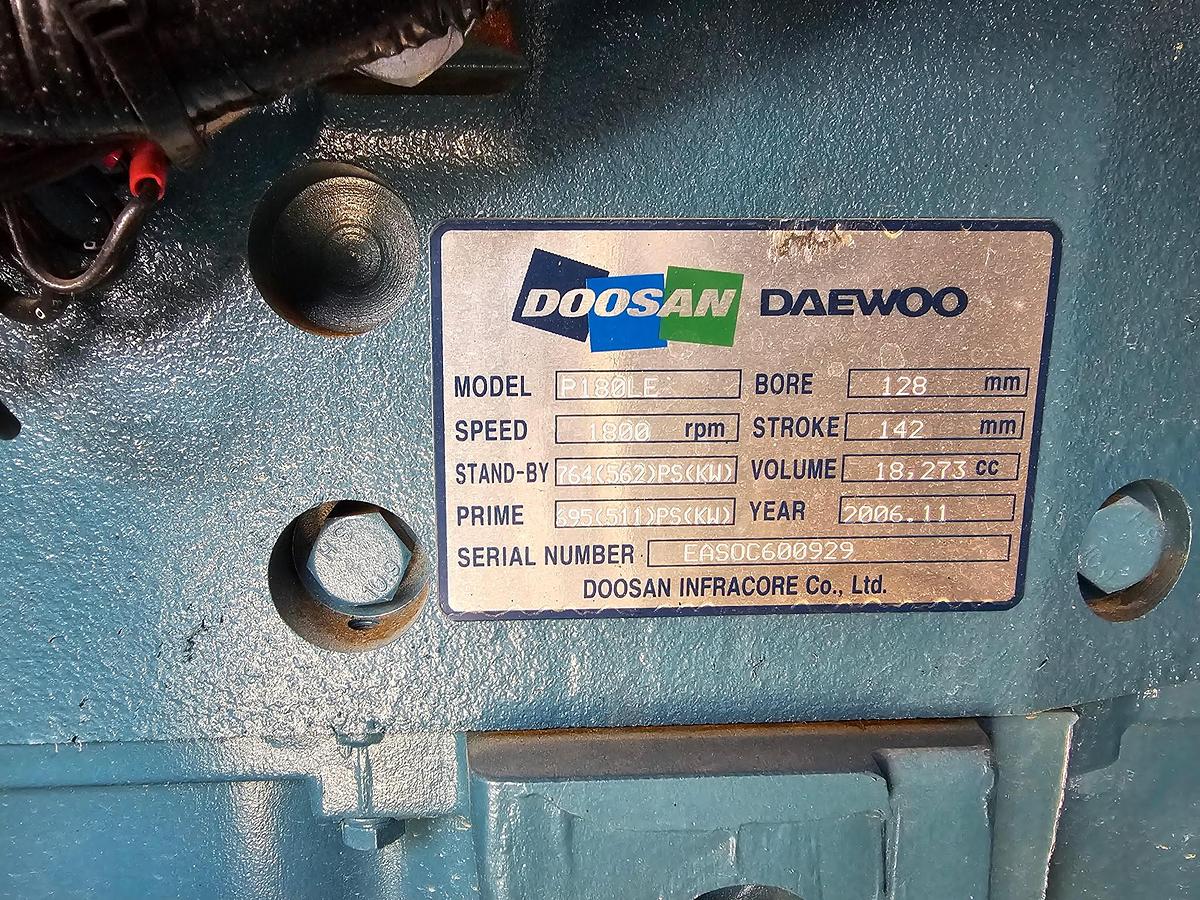 DOOSAN DAEWOO
MODEL P180LE BORE 128 mm
SPEED 1800 rpm STROKE 142 mm
STAND-BY 764(562)PS(KW) VOLUME 18,273 cc
PRIME 695(511)PS(KW) YEAR 2006.11
SERIAL NUMBER EASOC600929
DOOSAN INFRACORE Co., Ltd.